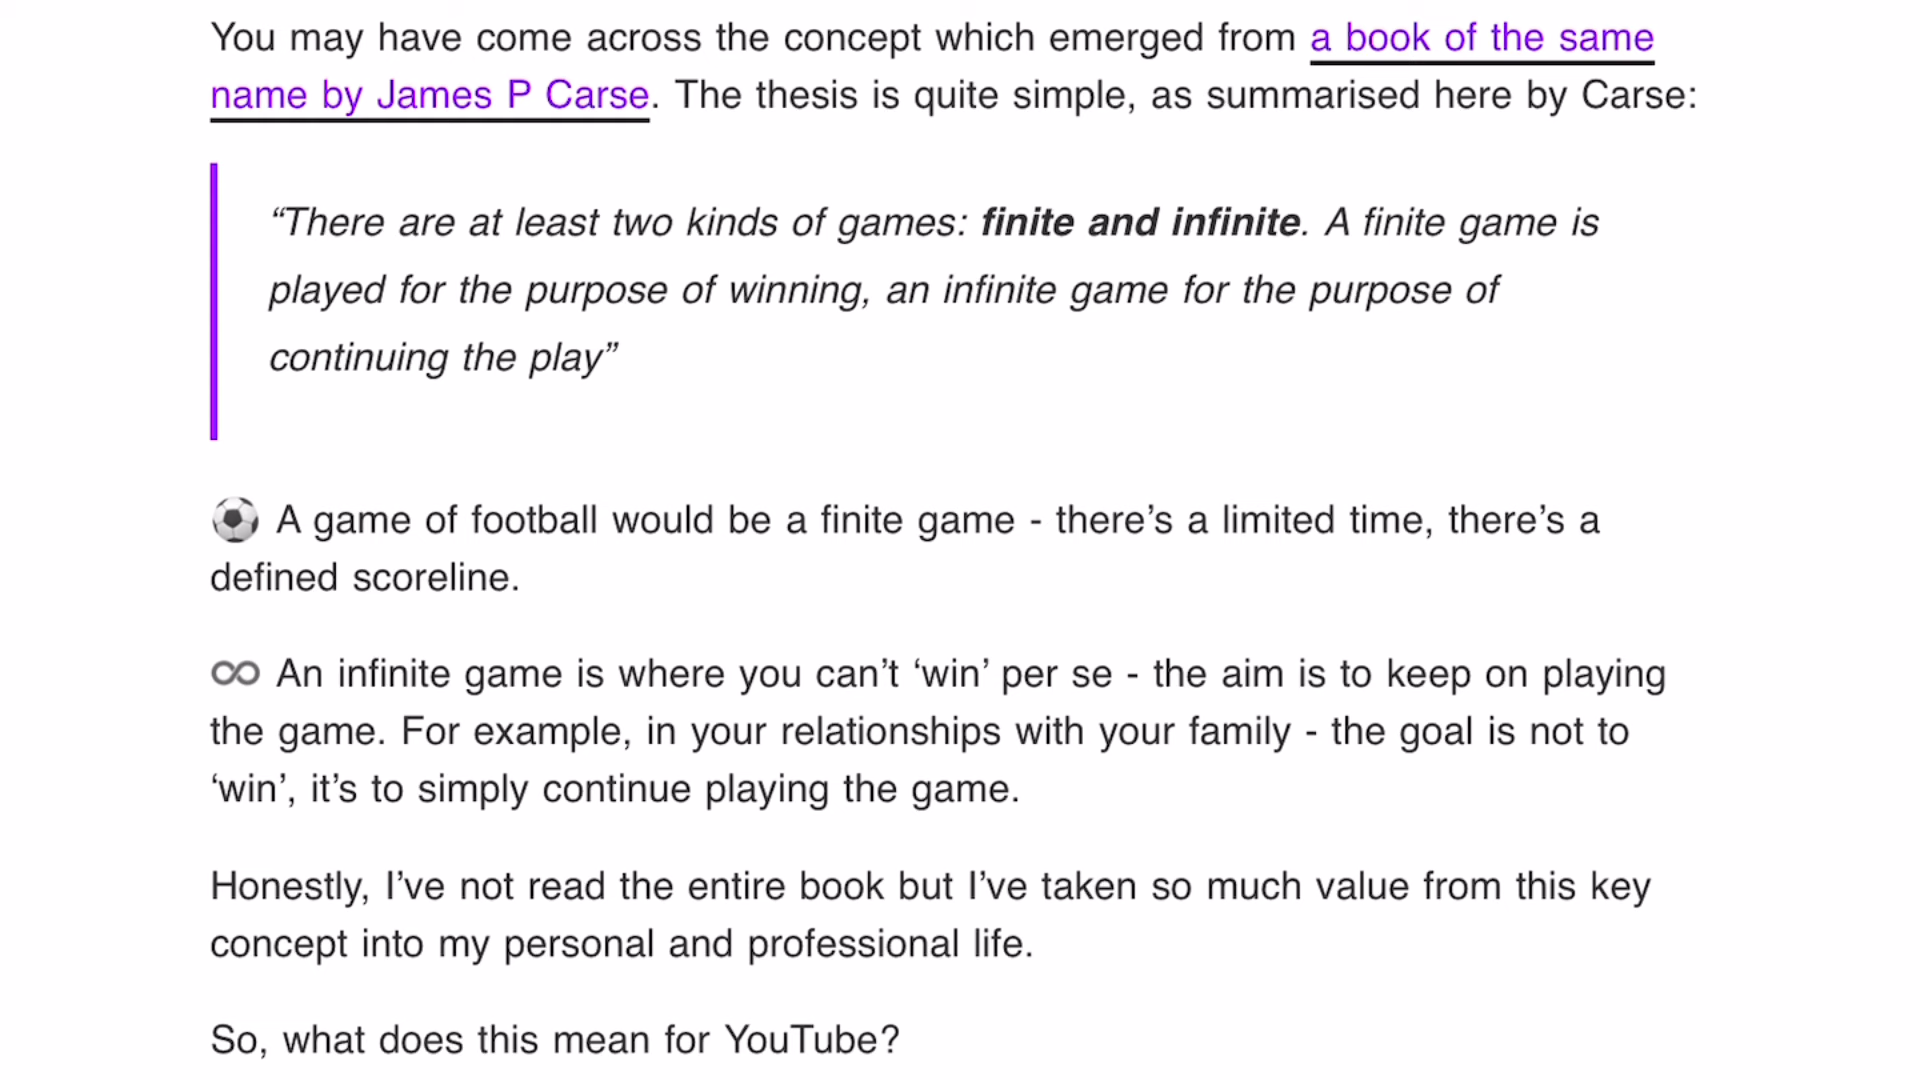 You may have come across the concept which emerged from a book of the same
name by James P Carse. The thesis is quite simple, as summarised here by Carse:
“There are at least two kinds of games: finite and infinite. A finite game is
played for the purpose of winning, an infinite game for the purpose of
continuing the play”
⚽ A game of football would be a finite game - there’s a limited time, there’s a
defined scoreline.
∞ An infinite game is where you can’t ‘win’ per se - the aim is to keep on playing
the game. For example, in your relationships with your family - the goal is not to
‘win’, it’s to simply continue playing the game.
Honestly, I’ve not read the entire book but I’ve taken so much value from this key
concept into my personal and professional life.
So, what does this mean for YouTube?